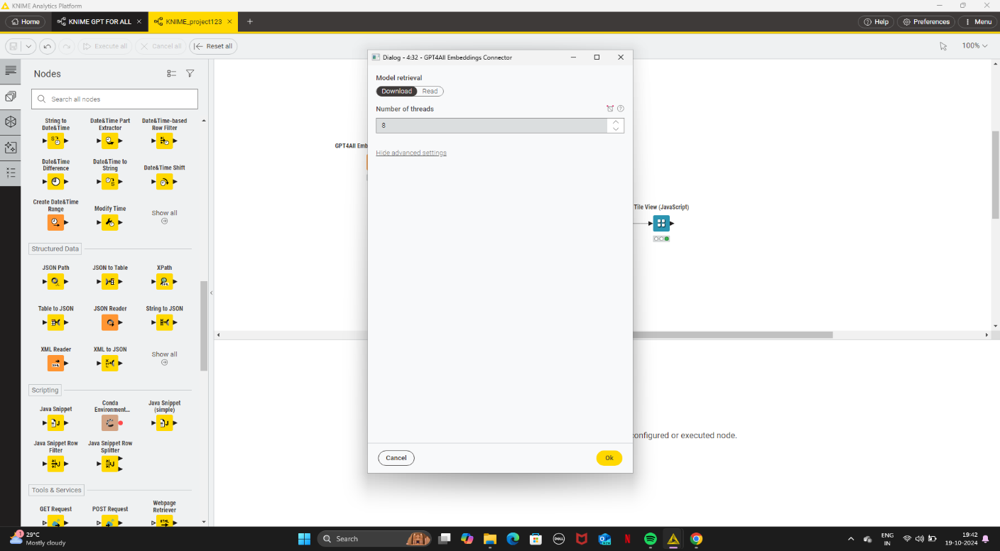 KNIME Analytics Platform
Home
KNIME GPT FOR ALL
KNIME_project123
Help
Preferences
Menu
Execute all
Cancel all
Reset all
100%
Nodes
Search all nodes
String to
Date&Time
Date&Time Part
Extractor
Date&Time-based
Row Filter
Date&Time
Difference
Date&Time to
String
Date&Time Shift
Create Date&Time
Range
Modify Time
Show all
Structured Data
JSON Path
JSON to Table
XPath
Table to JSON
JSON Reader
String to JSON
XML Reader
XML to JSON
Show all
Scripting
Java Snippet
Conda
Environment...
Java Snippet
(simple)
Java Snippet Row
Filter
Java Snippet Row
Splitter
Tools & Services
GET Request
POST Request
Webpage
Retriever
GPT4All Emb
Dialog - 4:32 - GPT4All Embeddings Connector
Model retrieval
Download
Read
Number of threads
8
Hide advanced settings
Cancel
Ok
Tile View (JavaScript)
configured or executed node.
1
29°C
Mostly cloudy
Search
DELL
N
ENG
IN
19:42
19-10-2024